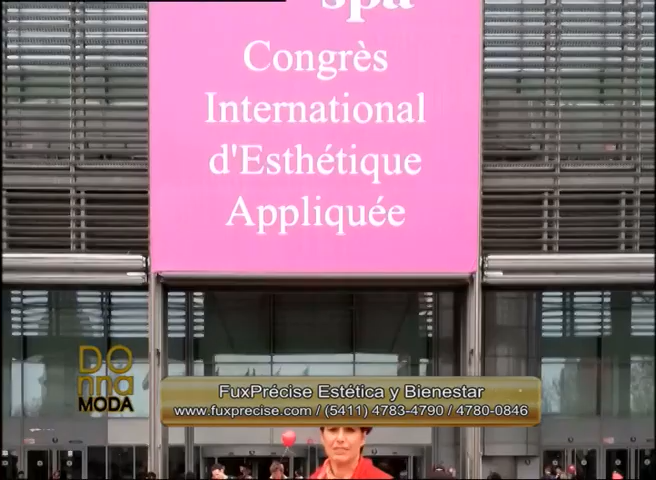 spa
Congrès
International
d'Esthétique
Appliquée
DO
nna
MODA
FuxPrécise Estética y Bienestar
www.fuxprecise.com / (5411) 4783-4790 / 4780-0846